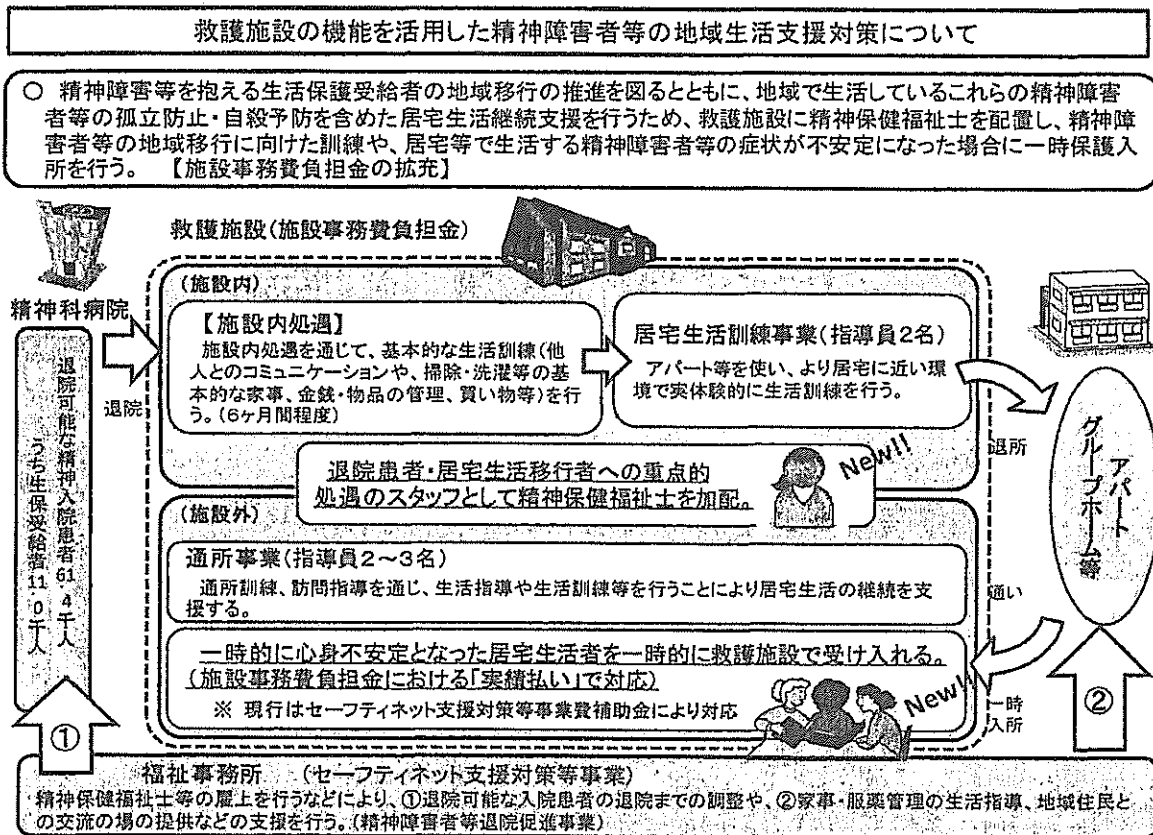 救護施設の機能を活用した精神障害者等の地域生活支援対策について
○ 精神障害等を抱える生活保護受給者の地域移行の推進を図るとともに、地域で生活しているこれらの精神障害
者等の孤立防止・自殺予防を含めた居宅生活継続支援を行うため、救護施設に精神保健福祉士を配置し、精神障
害者等の地域移行に向けた訓練や、居宅等で生活する精神障害者等の症状が不安定になった場合に一時保護入
所を行う。 【施設事務費負担金の拡充】
救護施設(施設事務費負担金)
精神科病院
退院可能な精神入院患者61.4千人
うち生保受給者11.0千人
退院
(施設内)
【施設内処遇】
施設内処遇を通じて、基本的な生活訓練(他
人とのコミュニケーションや、掃除・洗濯等の基
本的な家事、金銭・物品の管理、買い物等)を行
う。(6ヶ月間程度)
居宅生活訓練事業(指導員2名)
アパート等を使い、より居宅に近い環
境で実体験的に生活訓練を行う。
退所
アパート
グループホーム等
退院患者・居宅生活移行者への重点的
処遇のスタッフとして精神保健福祉士を加配。
New!!
(施設外)
通所事業(指導員2～3名)
通所訓練、訪問指導を通じ、生活指導や生活訓練等を行うことにより居宅生活の継続を支
援する。
通い
一時的に心身不安定となった居宅生活者を一時的に救護施設で受け入れる。
(施設事務費負担金における「実績払い」で対応)
※ 現行はセーフティネット支援対策等事業費補助金により対応
New!!
一時
入所
①
②
福祉事務所 (セーフティネット支援対策等事業)
精神保健福祉士等の雇上を行うなどにより、①退院可能な入院患者の退院までの調整や、②家事・服薬管理の生活指導、地域住民と
の交流の場の提供などの支援を行う。(精神障害者等退院促進事業)